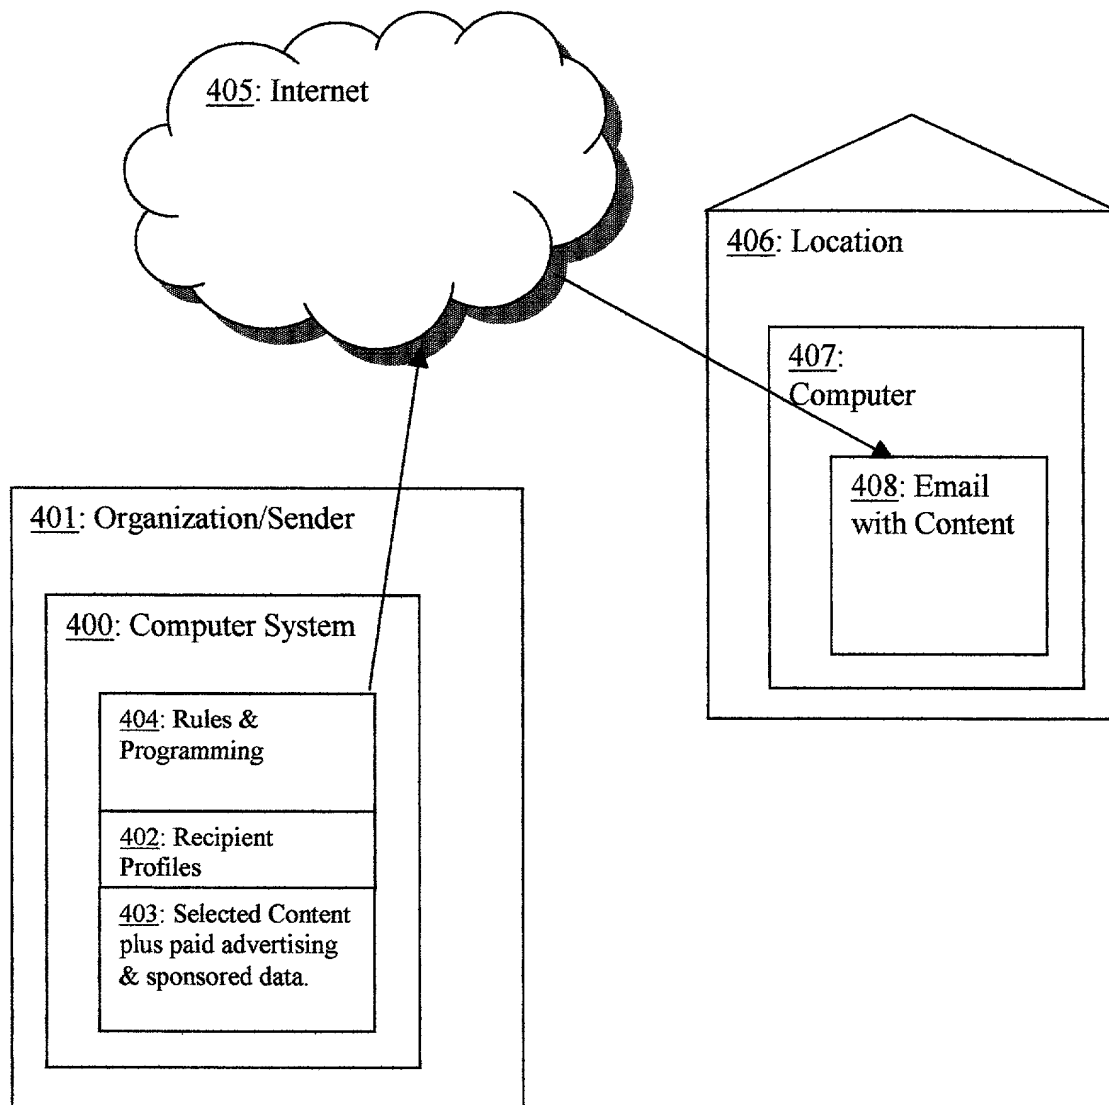 405: Internet
406: Location
407:
Computer
408: Email
with Content
401: Organization/Sender
400: Computer System
404: Rules &
Programming
402: Recipient
Profiles
403: Selected Content
plus paid advertising
& sponsored data.